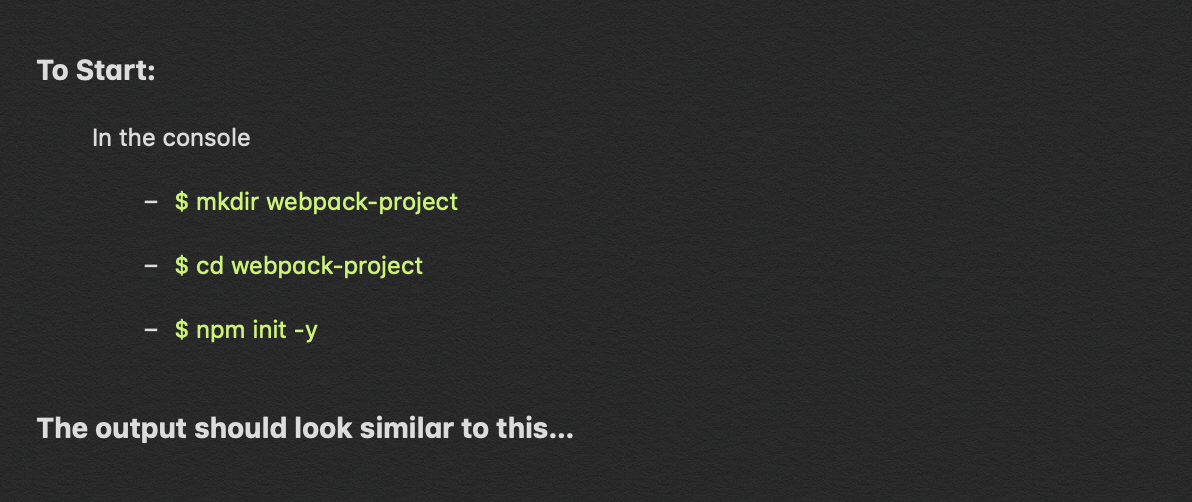 To Start:
In the console
– $ mkdir webpack-project
– $ cd webpack-project
– $ npm init -y
The output should look similar to this...